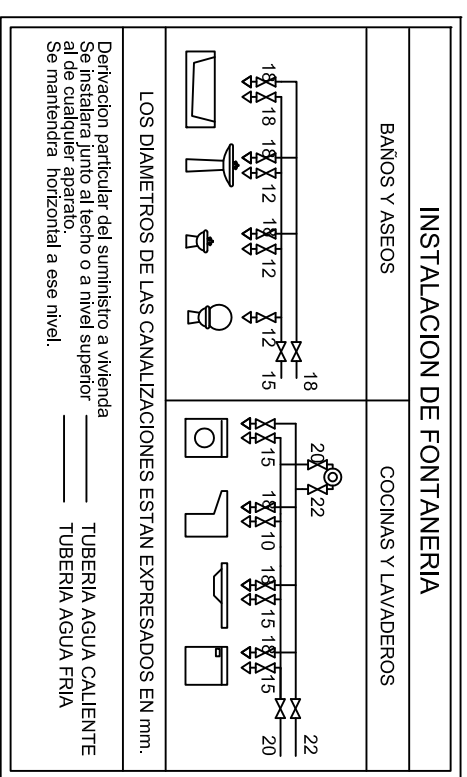 INSTALACION DE FONTANERIA
BAÑOS Y ASEOS
COCINAS Y LAVADEROS
18 18
18 12
18 12
12
15
18
20
22
15
18 10
18 15
18 15
20
22
LOS DIAMETROS DE LAS CANALIZACIONES ESTAN EXPRESADOS EN mm.
Derivacion particular del suministro a vivienda
Se instalara junto al techo o a nivel superior
al de cualquier aparato.
Se mantendra horizontal a ese nivel.
TUBERIA AGUA CALIENTE
TUBERIA AGUA FRIA